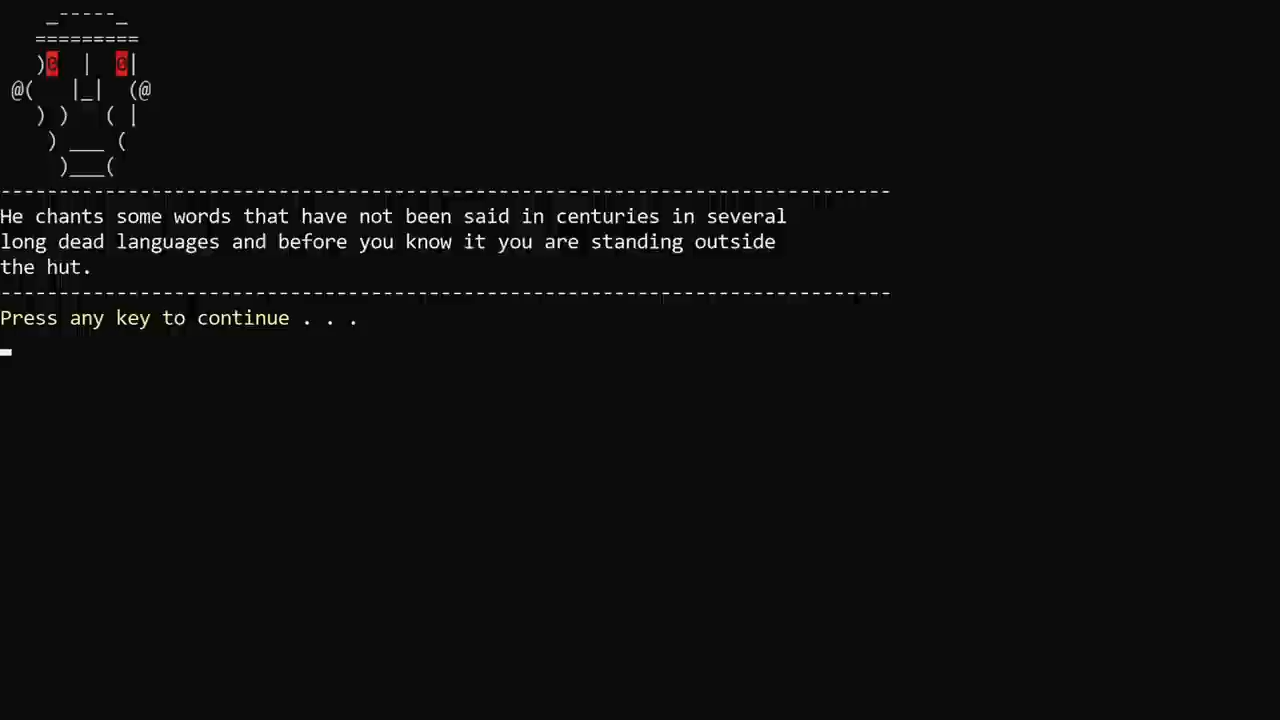 He chants some words that have not been said in centuries in several
long dead languages and before you know it you are standing outside
the hut.
Press any key to continue . . .